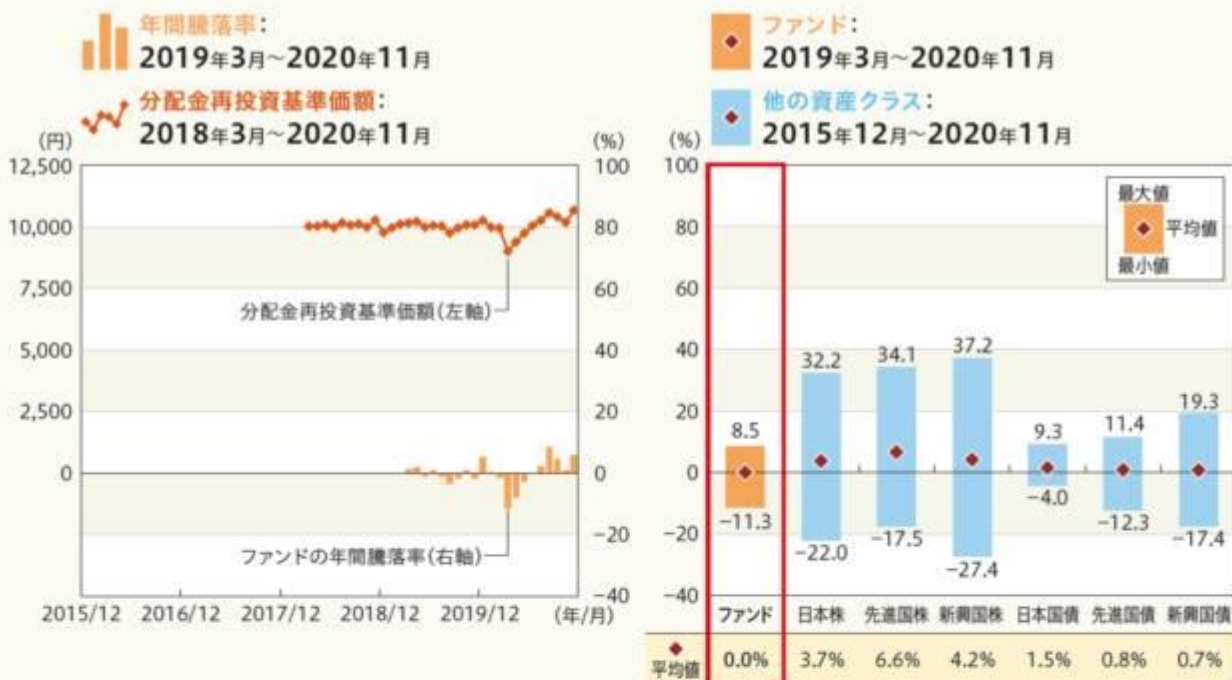 年間騰落率：
2019年3月～2020年11月
分配金再投資基準価額：
2018年3月～2020年11月
(円)
(%)
12,500
10,000
7,500
5,000
2,500
0
100
80
60
40
20
0
−20
−40
分配金再投資基準価額(左軸)
ファンドの年間騰落率(右軸)
2015/12 2016/12 2017/12 2018/12 2019/12 (年/月)
ファンド：
2019年3月～2020年11月
他の資産クラス：
2015年12月～2020年11月
(%)
100
80
60
40
20
0
−20
−40
最大値
平均値
最小値
8.5 32.2 34.1 37.2 9.3 11.4 19.3
−11.3 −22.0 −17.5 −27.4 −4.0 −12.3 −17.4
ファンド 日本株 先進国株 新興国株 日本国債 先進国債 新興国債
平均値 0.0% 3.7% 6.6% 4.2% 1.5% 0.8% 0.7%